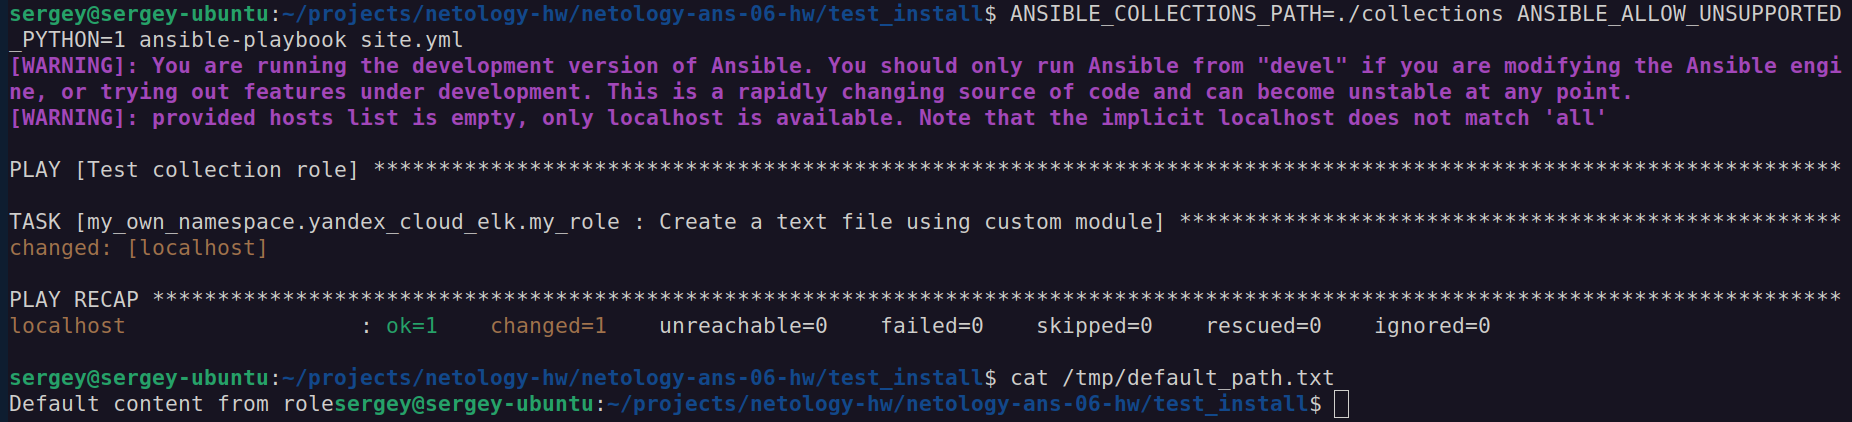 sergey@sergey-ubuntu:~/projects/netology-hw/netology-ans-06-hw/test_install$ ANSIBLE_COLLECTIONS_PATH=./collections ANSIBLE_ALLOW_UNSUPPORTED
_PYTHON=1 ansible-playbook site.yml
[WARNING]: You are running the development version of Ansible. You should only run Ansible from "devel" if you are modifying the Ansible engi
ne, or trying out features under development. This is a rapidly changing source of code and can become unstable at any point.
[WARNING]: provided hosts list is empty, only localhost is available. Note that the implicit localhost does not match 'all'
PLAY [Test collection role] *****************************************************************************************************************
TASK [my_own_namespace.yandex_cloud_elk.my_role : Create a text file using custom module] ***************************************************
changed: [localhost]
PLAY RECAP **********************************************************************************************************************************
localhost                  : ok=1    changed=1    unreachable=0    failed=0    skipped=0    rescued=0    ignored=0
sergey@sergey-ubuntu:~/projects/netology-hw/netology-ans-06-hw/test_install$ cat /tmp/default_path.txt
Default content from rolesergey@sergey-ubuntu:~/projects/netology-hw/netology-ans-06-hw/test_install$